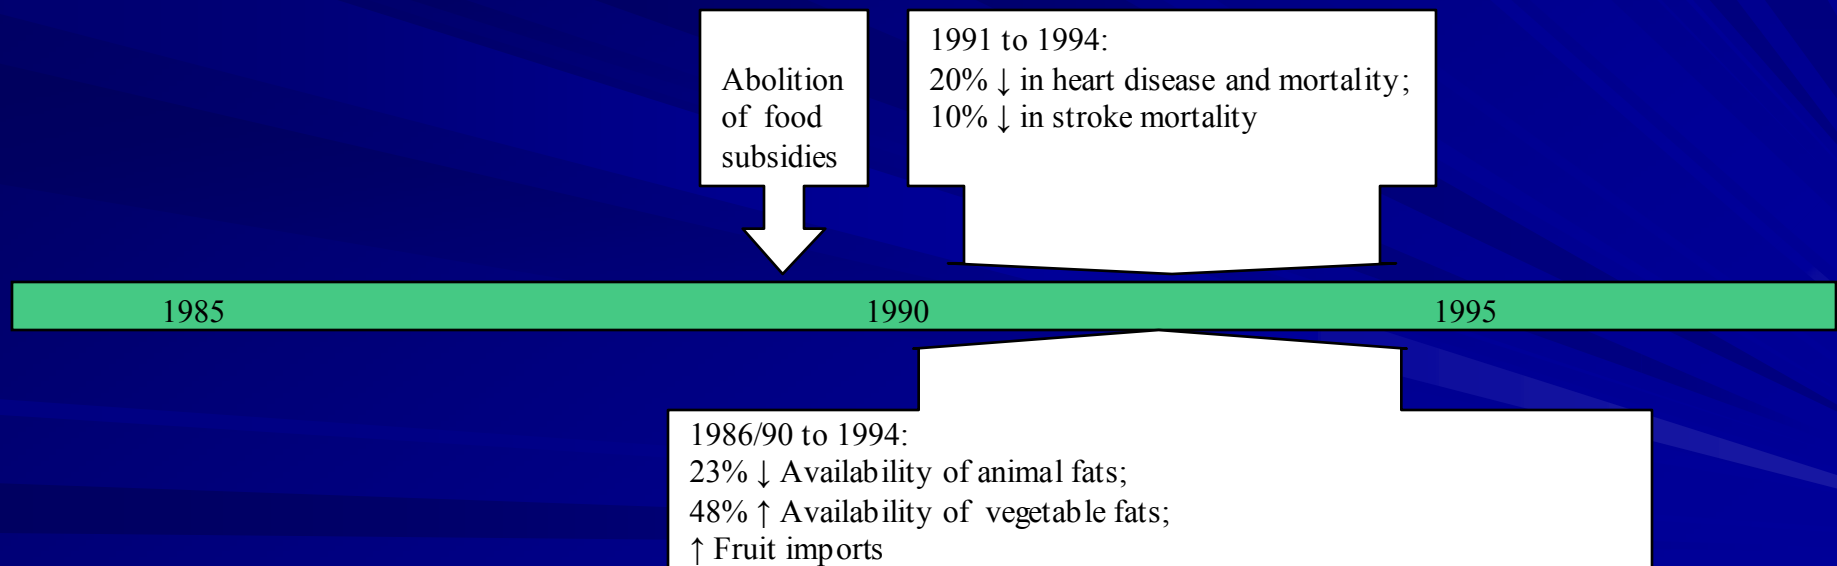 Abolition
of food
subsidies
1991 to 1994:
20% ↓ in heart disease and mortality;
10% ↓ in stroke mortality
1985
1990
1995
1986/90 to 1994:
23% ↓ Availability of animal fats;
48% ↑ Availability of vegetable fats;
↑ Fruit imports